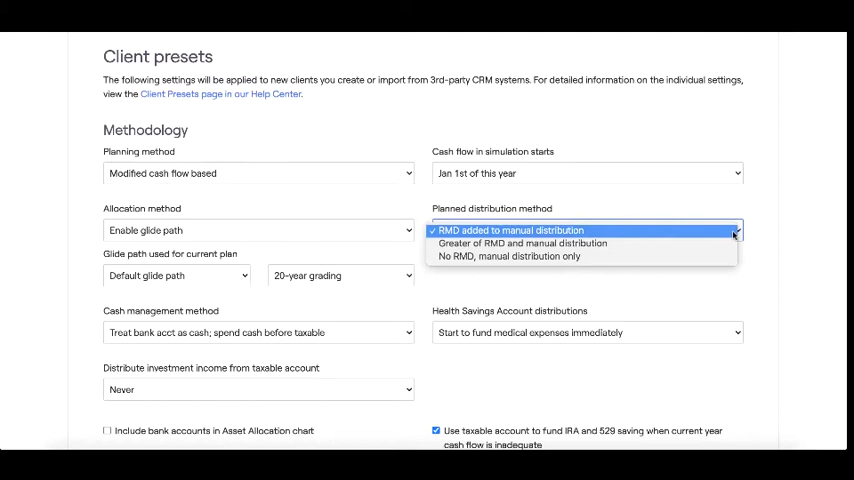 Client presets
The following settings will be applied to new clients you create or import from 3rd-party CRM systems. For detailed information on the individual settings,
view the Client Presets page in our Help Center.
Methodology
Planning method
Cash flow in simulation starts
Modified cash flow based
Jan 1st of this year
Allocation method
Planned distribution method
Enable glide path
RMD added to manual distribution
Greater of RMD and manual distribution
No RMD, manual distribution only
Glide path used for current plan
Default glide path
20-year grading
Cash management method
Health Savings Account distributions
Treat bank acct as cash; spend cash before taxable
Start to fund medical expenses immediately
Distribute investment income from taxable account
Never
Include bank accounts in Asset Allocation chart
Use taxable account to fund IRA and 529 saving when current year
cash flow is inadequate